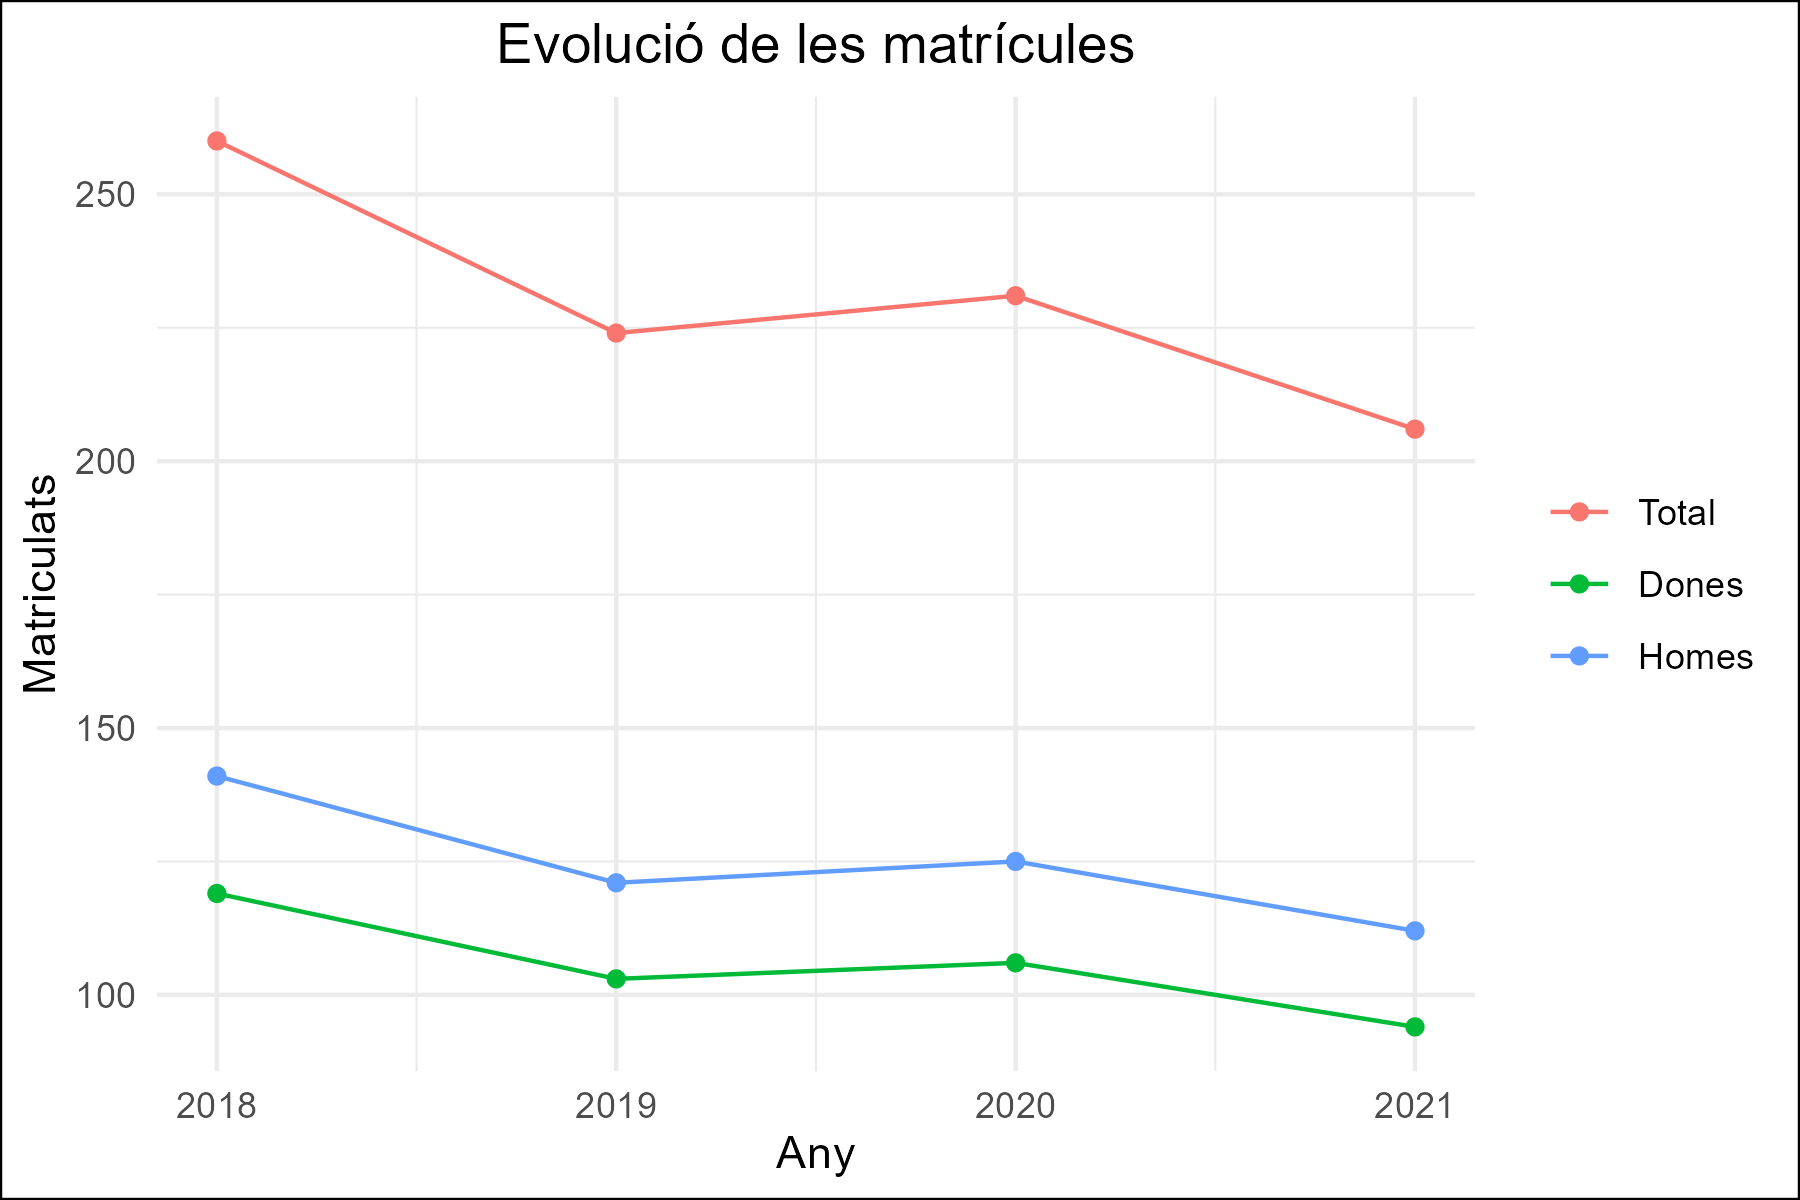 Evolució de les matrícules
250
200
150
100
Matriculats
2018 2019 2020 2021
Any
Total
Dones
Homes